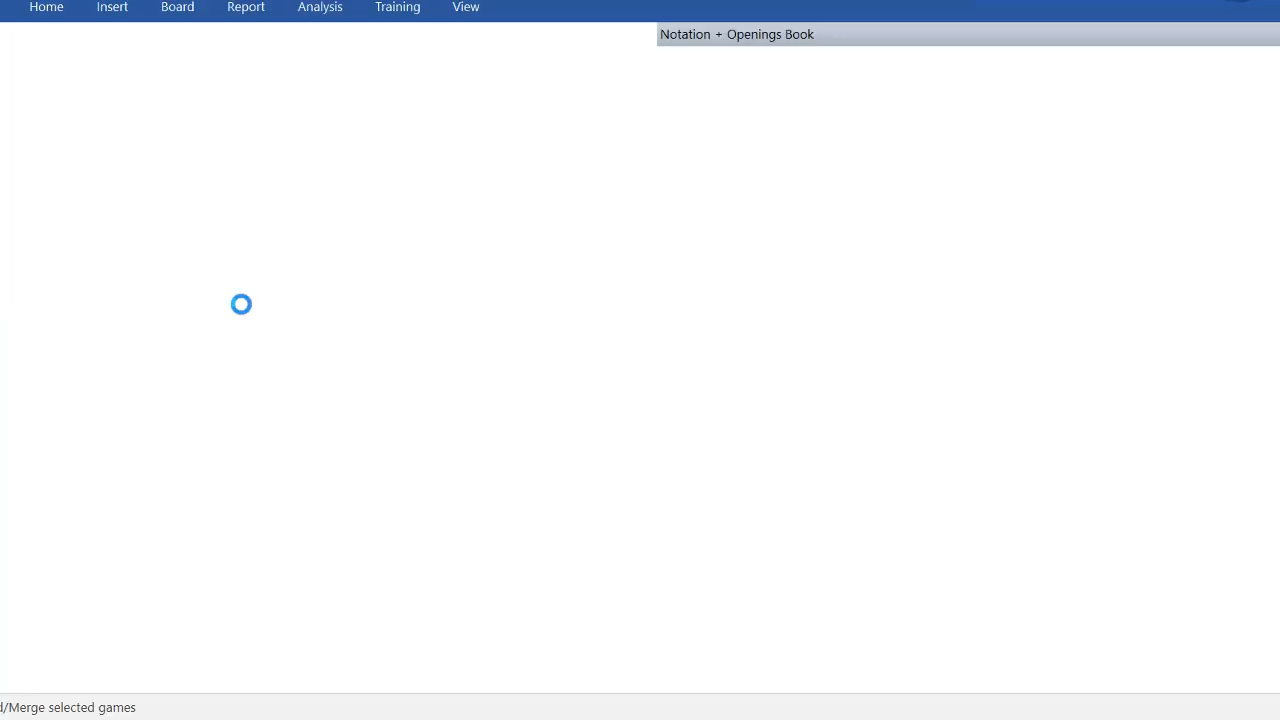 Home Insert Board Report Analysis Training View
Notation + Openings Book
d/Merge selected games